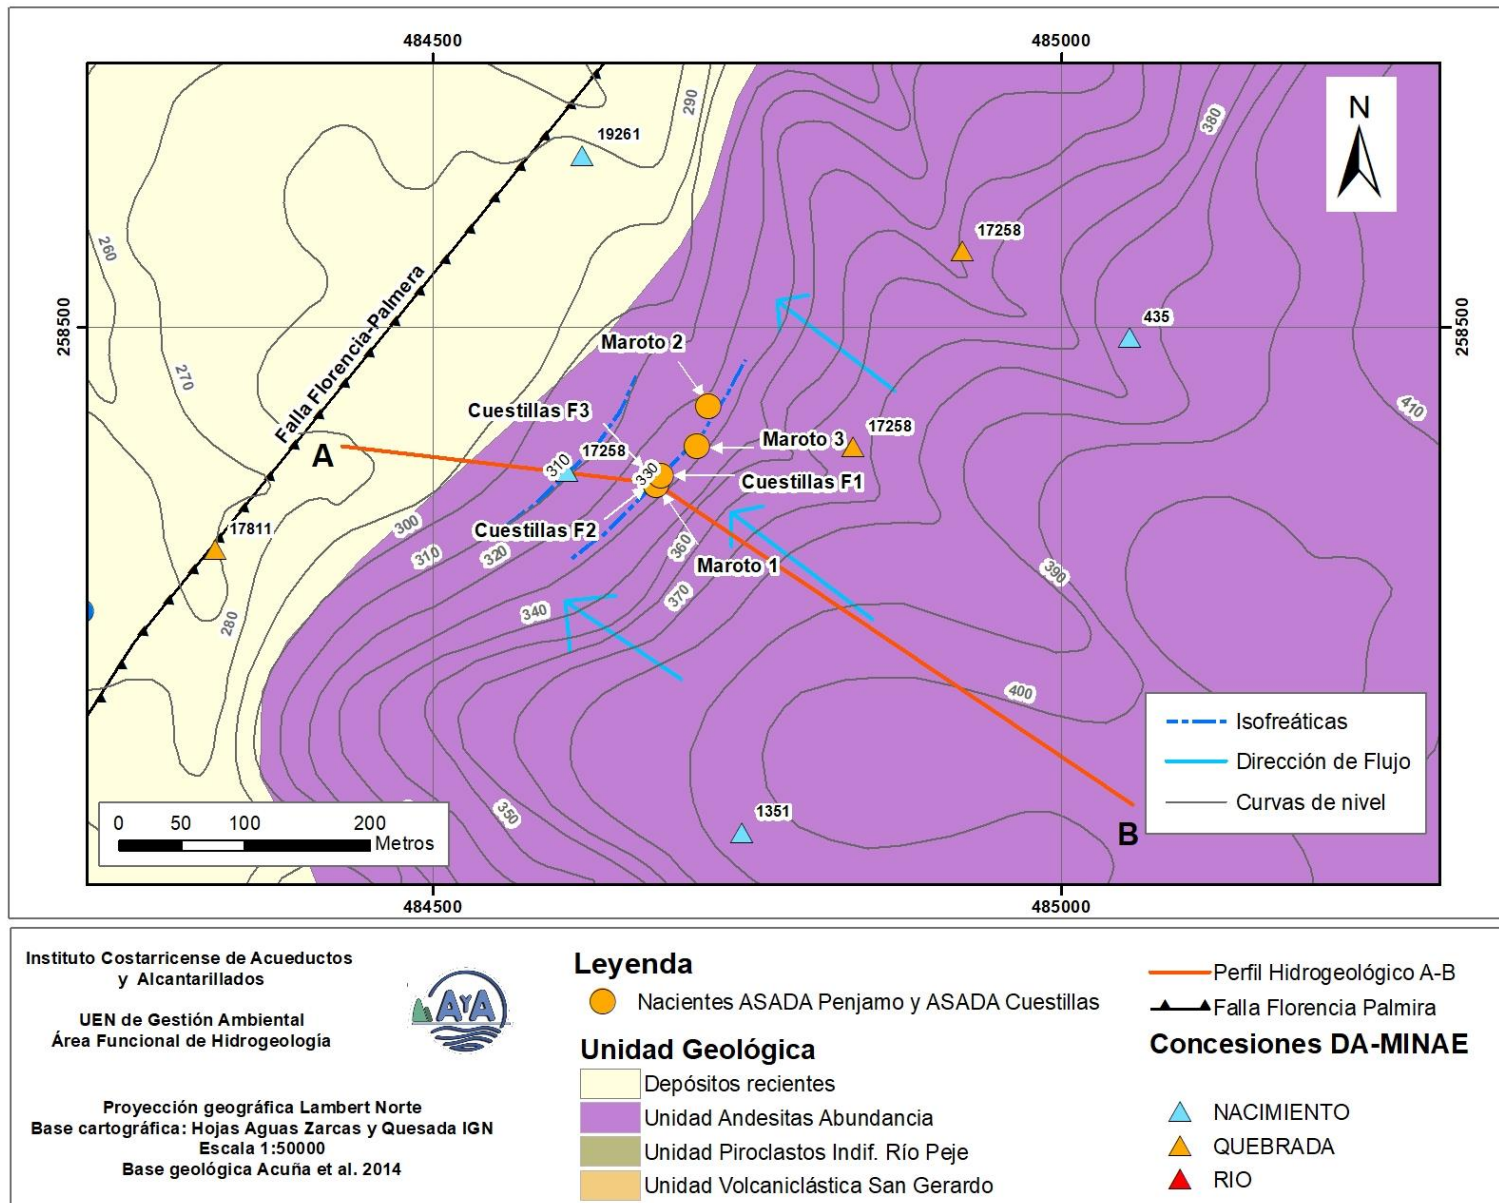 484500
485000
290
380
19261
260
17258
435
258500
258500
Falla Florencia-Palmera
Maroto 2
270
410
Cuestillas F3
17258
Maroto 3
17258
A
310
330
Cuestillas F1
300
17811
Cuestillas F2
310
320
360
Maroto 1
390
370
340
280
400
350
1351
B
N
Isofreáticas
Dirección de Flujo
Curvas de nivel
0 50 100 200
Metros
484500
485000
Instituto Costarricense de Acueductos
y Alcantarillados
UEN de Gestión Ambiental
Área Funcional de Hidrogeología
AyA
Proyección geográfica Lambert Norte
Base cartográfica: Hojas Aguas Zarcas y Quesada IGN
Escala 1:50000
Base geológica Acuña et al. 2014
Leyenda
Nacientes ASADA Penjamo y ASADA Cuestillas
Unidad Geológica
Depósitos recientes
Unidad Andesitas Abundancia
Unidad Piroclastos Indif. Río Peje
Unidad Volcaniclástica San Gerardo
Perfil Hidrogeológico A-B
Falla Florencia Palmira
Concesiones DA-MINAE
NACIMIENTO
QUEBRADA
RIO